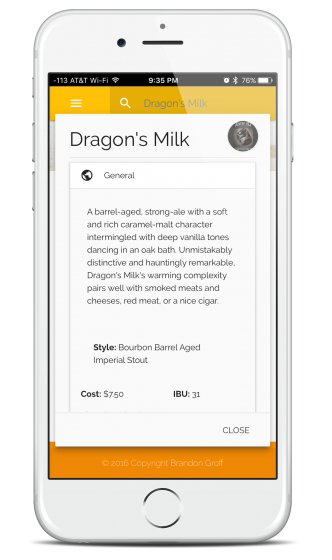 -113 AT&T Wi-Fi 9:35 PM 76%
Dragon's Milk
Dragon's Milk
General
A barrel-aged, strong-ale with a soft
and rich caramel-malt character
intermingled with deep vanilla tones
dancing in an oak bath. Unmistakably
distinctive and hauntingly remarkable,
Dragon's Milk's warming complexity
pairs well with smoked meats and
cheeses, red meat, or a nice cigar.
Style: Bourbon Barrel Aged
Imperial Stout
Cost: $7.50 IBU: 31
CLOSE
© 2016 Copyright Brandon Groff